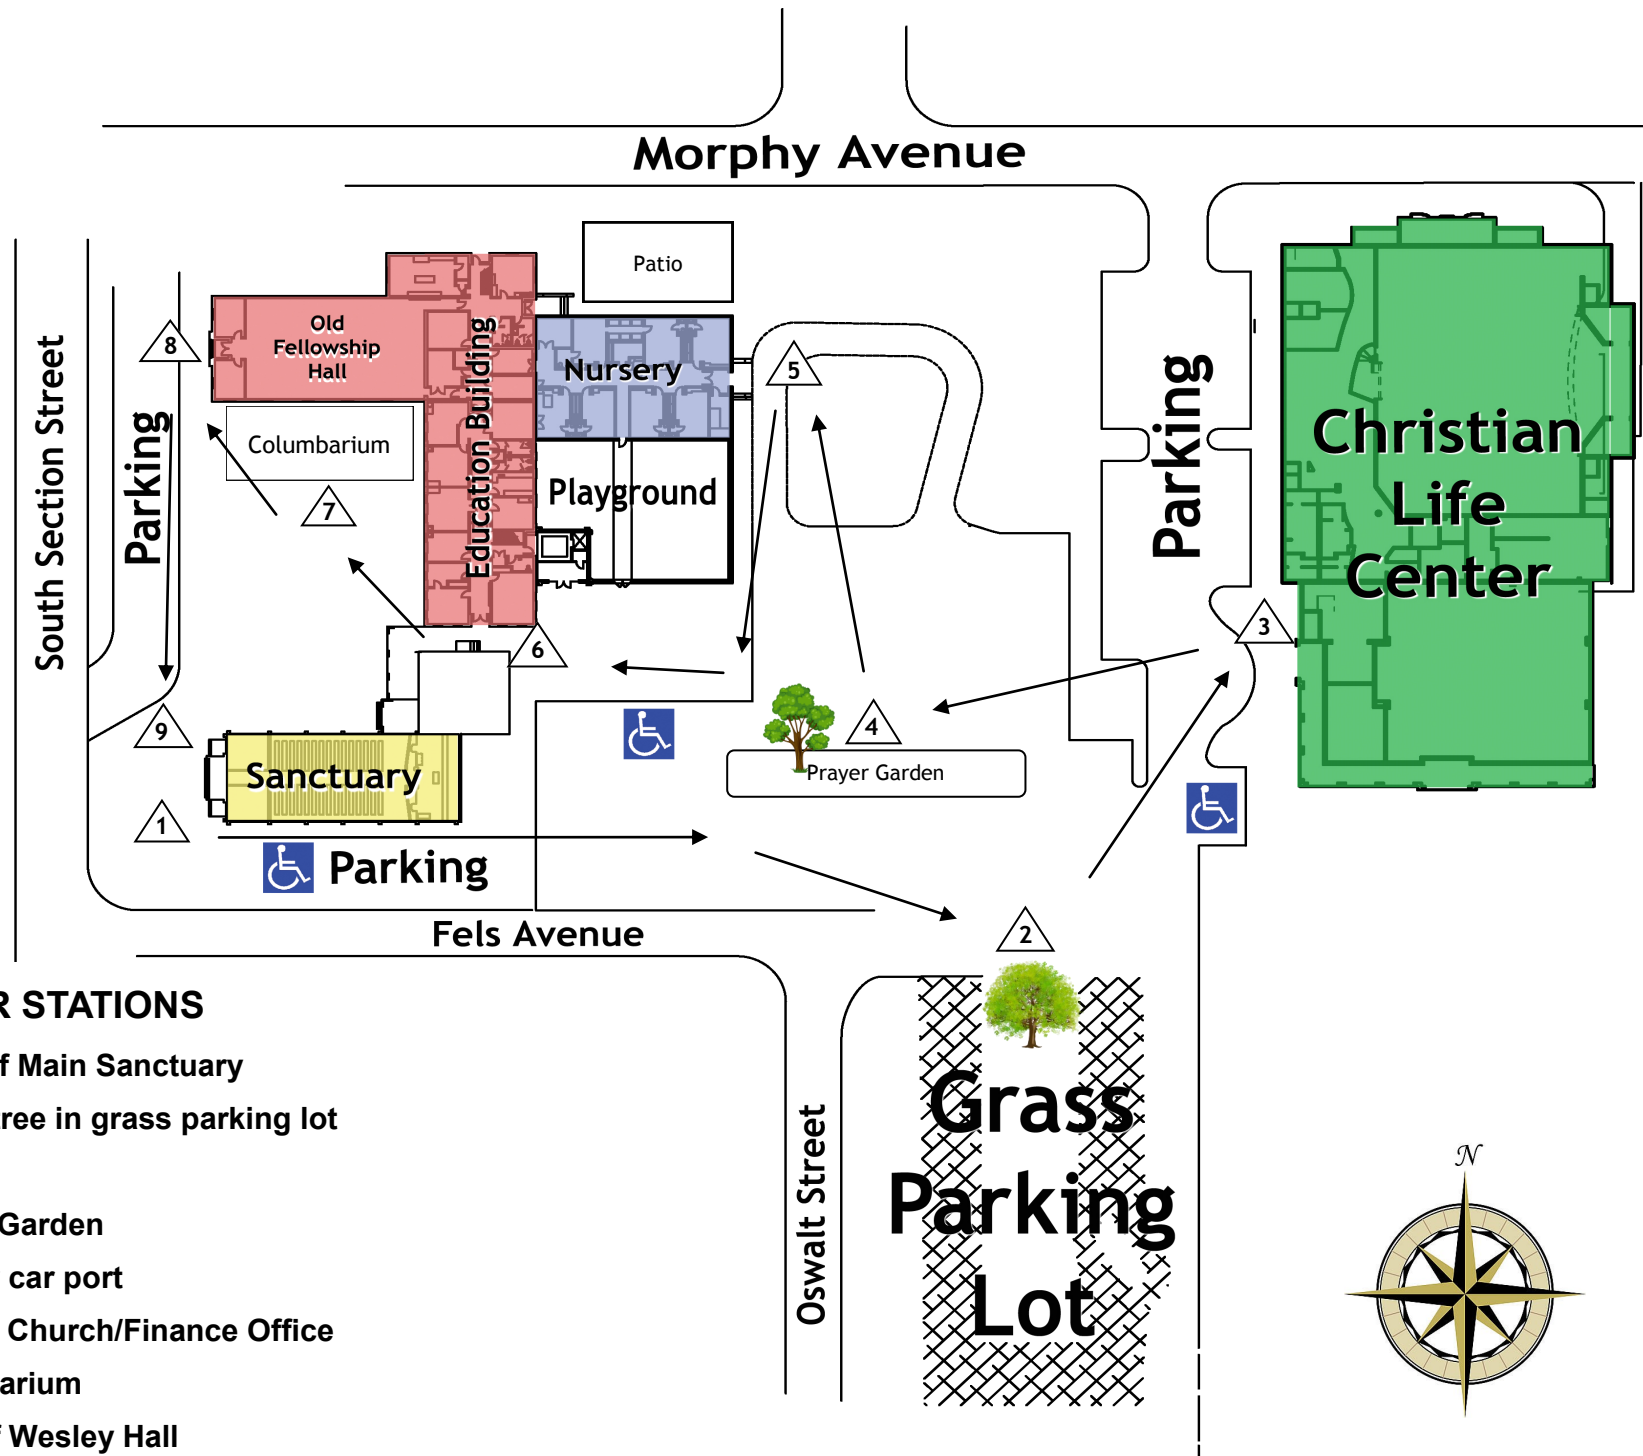 Morphy Avenue
Patio
Old
Fellowship
Hall
Education Building
Nursery
5
8
Columbarium
Playground
7
Parking
South Section Street
Parking
Christian
Life
Center
3
6
4
9
Prayer Garden
Sanctuary
1
Parking
Fels Avenue
2
R STATIONS
f Main Sanctuary
tree in grass parking lot
Garden
car port
Church/Finance Office
arium
f Wesley Hall
Oswalt Street
Grass
Parking
Lot
N